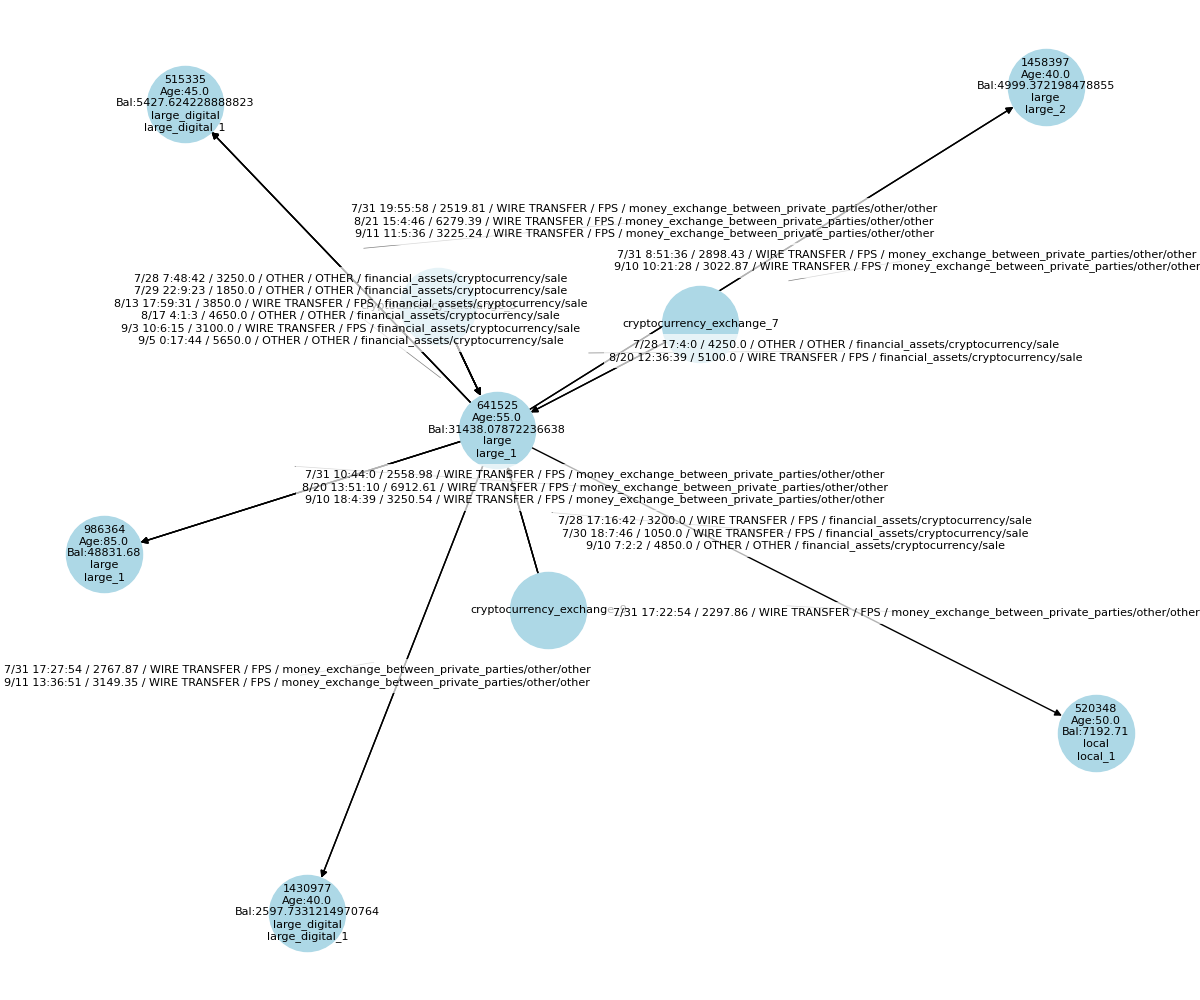 515335
Age:45.0
Bal:5427.624228888823
large_digital
large_digital_1
1458397
Age:40.0
Bal:4999.372198478855
large
large_2
7/31 19:55:58 / 2519.81 / WIRE TRANSFER / FPS / money_exchange_between_private_parties/other/other
8/21 15:4:46 / 6279.39 / WIRE TRANSFER / FPS / money_exchange_between_private_parties/other/other
9/11 11:5:36 / 3225.24 / WIRE TRANSFER / FPS / money_exchange_between_private_parties/other/other
7/31 8:51:36 / 2898.43 / WIRE TRANSFER / FPS / money_exchange_between_private_parties/other/other
9/10 10:21:28 / 3022.87 / WIRE TRANSFER / FPS / money_exchange_between_private_parties/other/other
7/28 7:48:42 / 3250.0 / OTHER / OTHER / financial_assets/cryptocurrency/sale
7/29 22:9:23 / 1850.0 / OTHER / OTHER / financial_assets/cryptocurrency/sale
8/13 17:59:31 / 3850.0 / WIRE TRANSFER / FPS / financial_assets/cryptocurrency/sale
8/17 4:1:3 / 4650.0 / OTHER / OTHER / financial_assets/cryptocurrency/sale
9/3 10:6:15 / 3100.0 / WIRE TRANSFER / FPS / financial_assets/cryptocurrency/sale
9/5 0:17:44 / 5650.0 / OTHER / OTHER / financial_assets/cryptocurrency/sale
cryptocurrency_exchange_7
7/28 17:4:0 / 4250.0 / OTHER / OTHER / financial_assets/cryptocurrency/sale
8/20 12:36:39 / 5100.0 / WIRE TRANSFER / FPS / financial_assets/cryptocurrency/sale
641525
Age:55.0
Bal:31438.07872236638
large
large_1
7/31 10:44:0 / 2558.98 / WIRE TRANSFER / FPS / money_exchange_between_private_parties/other/other
8/20 13:51:10 / 6912.61 / WIRE TRANSFER / FPS / money_exchange_between_private_parties/other/other
9/10 18:4:39 / 3250.54 / WIRE TRANSFER / FPS / money_exchange_between_private_parties/other/other
986364
Age:85.0
Bal:48831.68
large
large_1
7/28 17:16:42 / 3200.0 / WIRE TRANSFER / FPS / financial_assets/cryptocurrency/sale
7/30 18:7:46 / 1050.0 / WIRE TRANSFER / FPS / financial_assets/cryptocurrency/sale
9/10 7:2:2 / 4850.0 / OTHER / OTHER / financial_assets/cryptocurrency/sale
7/31 17:22:54 / 2297.86 / WIRE TRANSFER / FPS / money_exchange_between_private_parties/other/other
7/31 17:27:54 / 2767.87 / WIRE TRANSFER / FPS / money_exchange_between_private_parties/other/other
9/11 13:36:51 / 3149.35 / WIRE TRANSFER / FPS / money_exchange_between_private_parties/other/other
520348
Age:50.0
Bal:7192.71
local
local_1
1430977
Age:40.0
Bal:2597.7331214970764
large_digital
large_digital_1